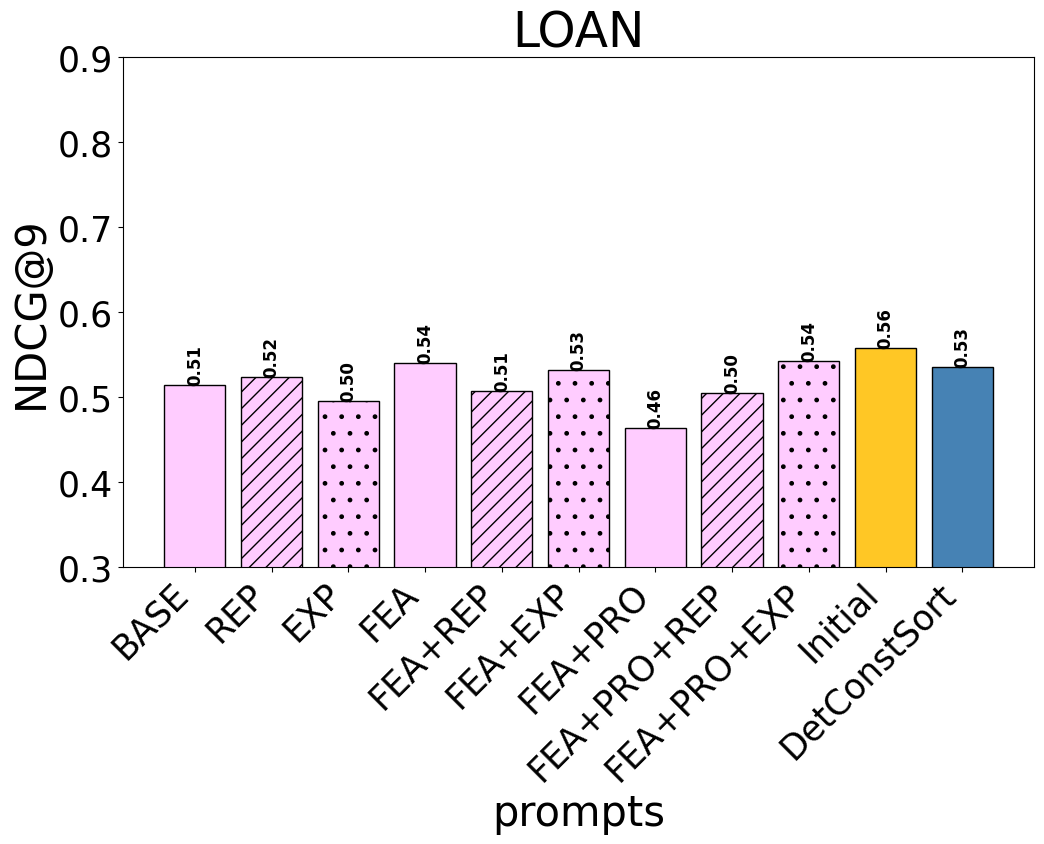 LOAN
NDCG@9
0.9
0.8
0.7
0.6
0.5
0.4
0.3
0.51
0.52
0.50
0.54
0.51
0.53
0.46
0.50
0.54
0.56
0.53
BASE
REP
EXP
FEA
FEA+REP
FEA+EXP
FEA+PRO
FEA+PRO+REP
FEA+PRO+EXP
Initial
DetConstSort
prompts